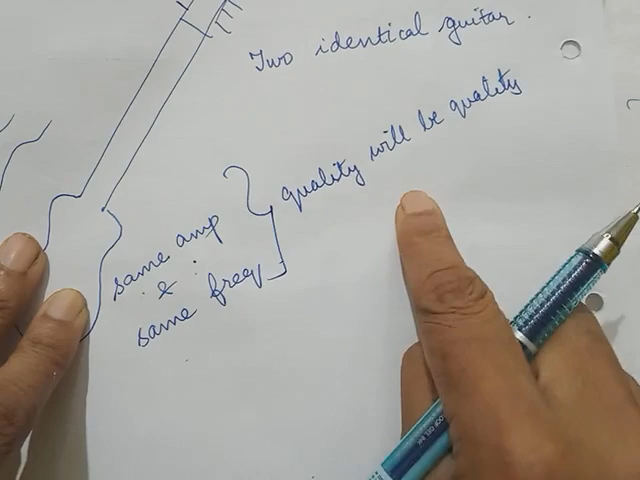 Two identical guitar.
quality will be quality
same amp
&
same freq